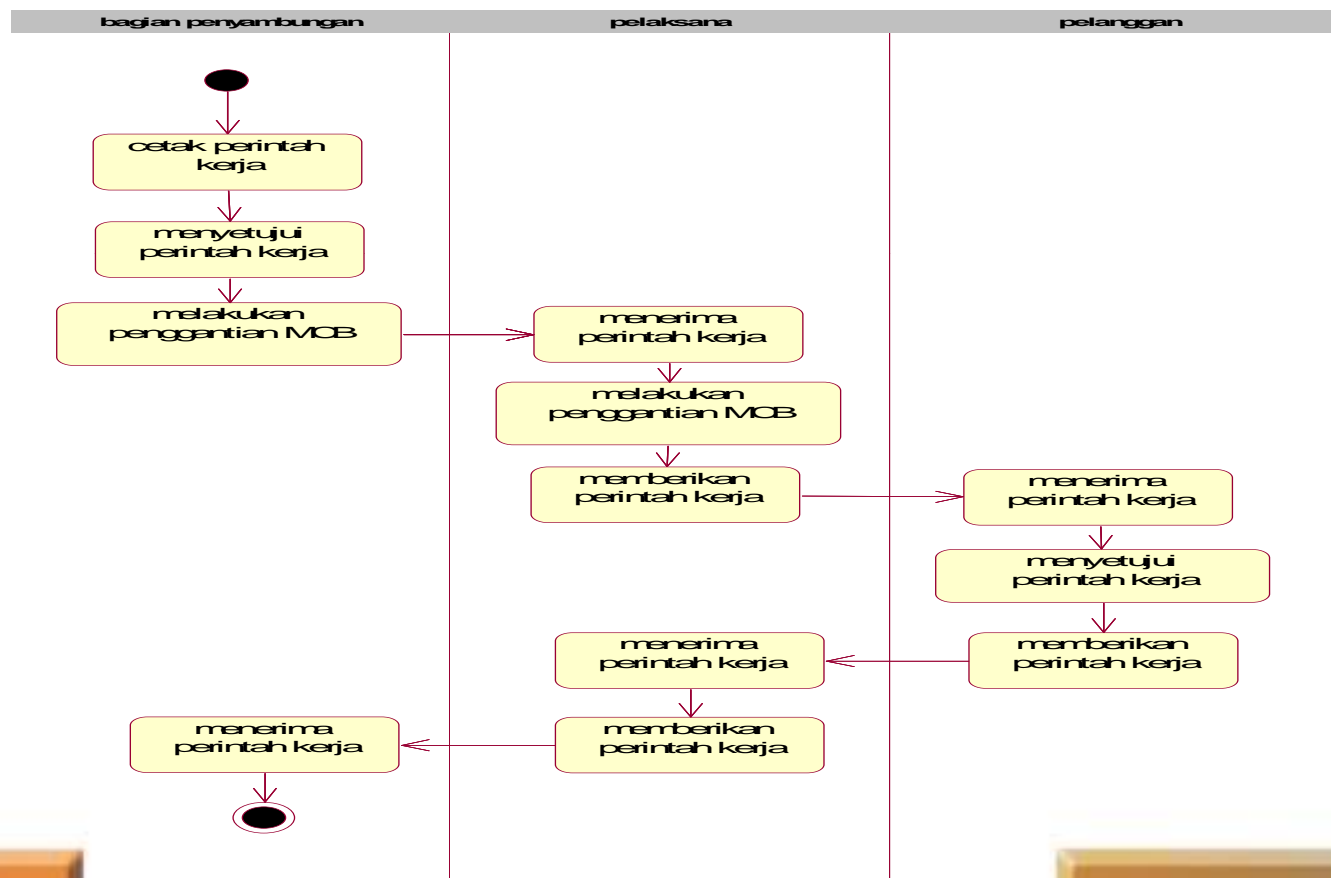 bagian penyambungan
pelaksana
pelanggan
cetak perintah
kerja
menyetujui
perintah kerja
melakukan
penggantian MCB
menerima
perintah kerja
melakukan
penggantian MCB
memberikan
perintah kerja
menerima
perintah kerja
menyetujui
perintah kerja
memberikan
perintah kerja
menerima
perintah kerja
memberikan
perintah kerja
menerima
perintah kerja